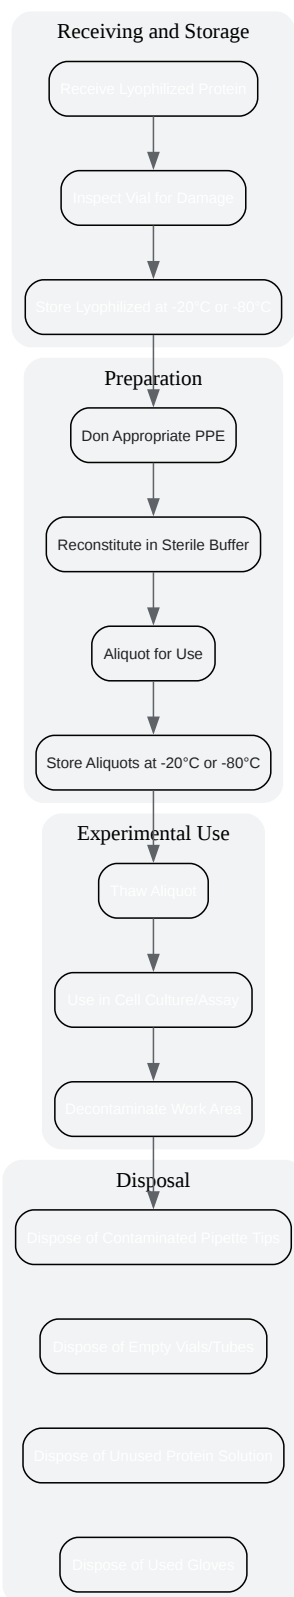 Receiving and Storage
Receive Lyophilized Protein
Inspect Vial for Damage
Store Lyophilized at -20°C or -80°C
Preparation
Don Appropriate PPE
Reconstitute in Sterile Buffer
Aliquot for Use
Store Aliquots at -20°C or -80°C
Experimental Use
Thaw Aliquot
Use in Cell Culture/Assay
Decontaminate Work Area
Disposal
Dispose of Contaminated Pipette Tips
Dispose of Empty Vials/Tubes
Dispose of Unused Protein Solution
Dispose of Used Gloves